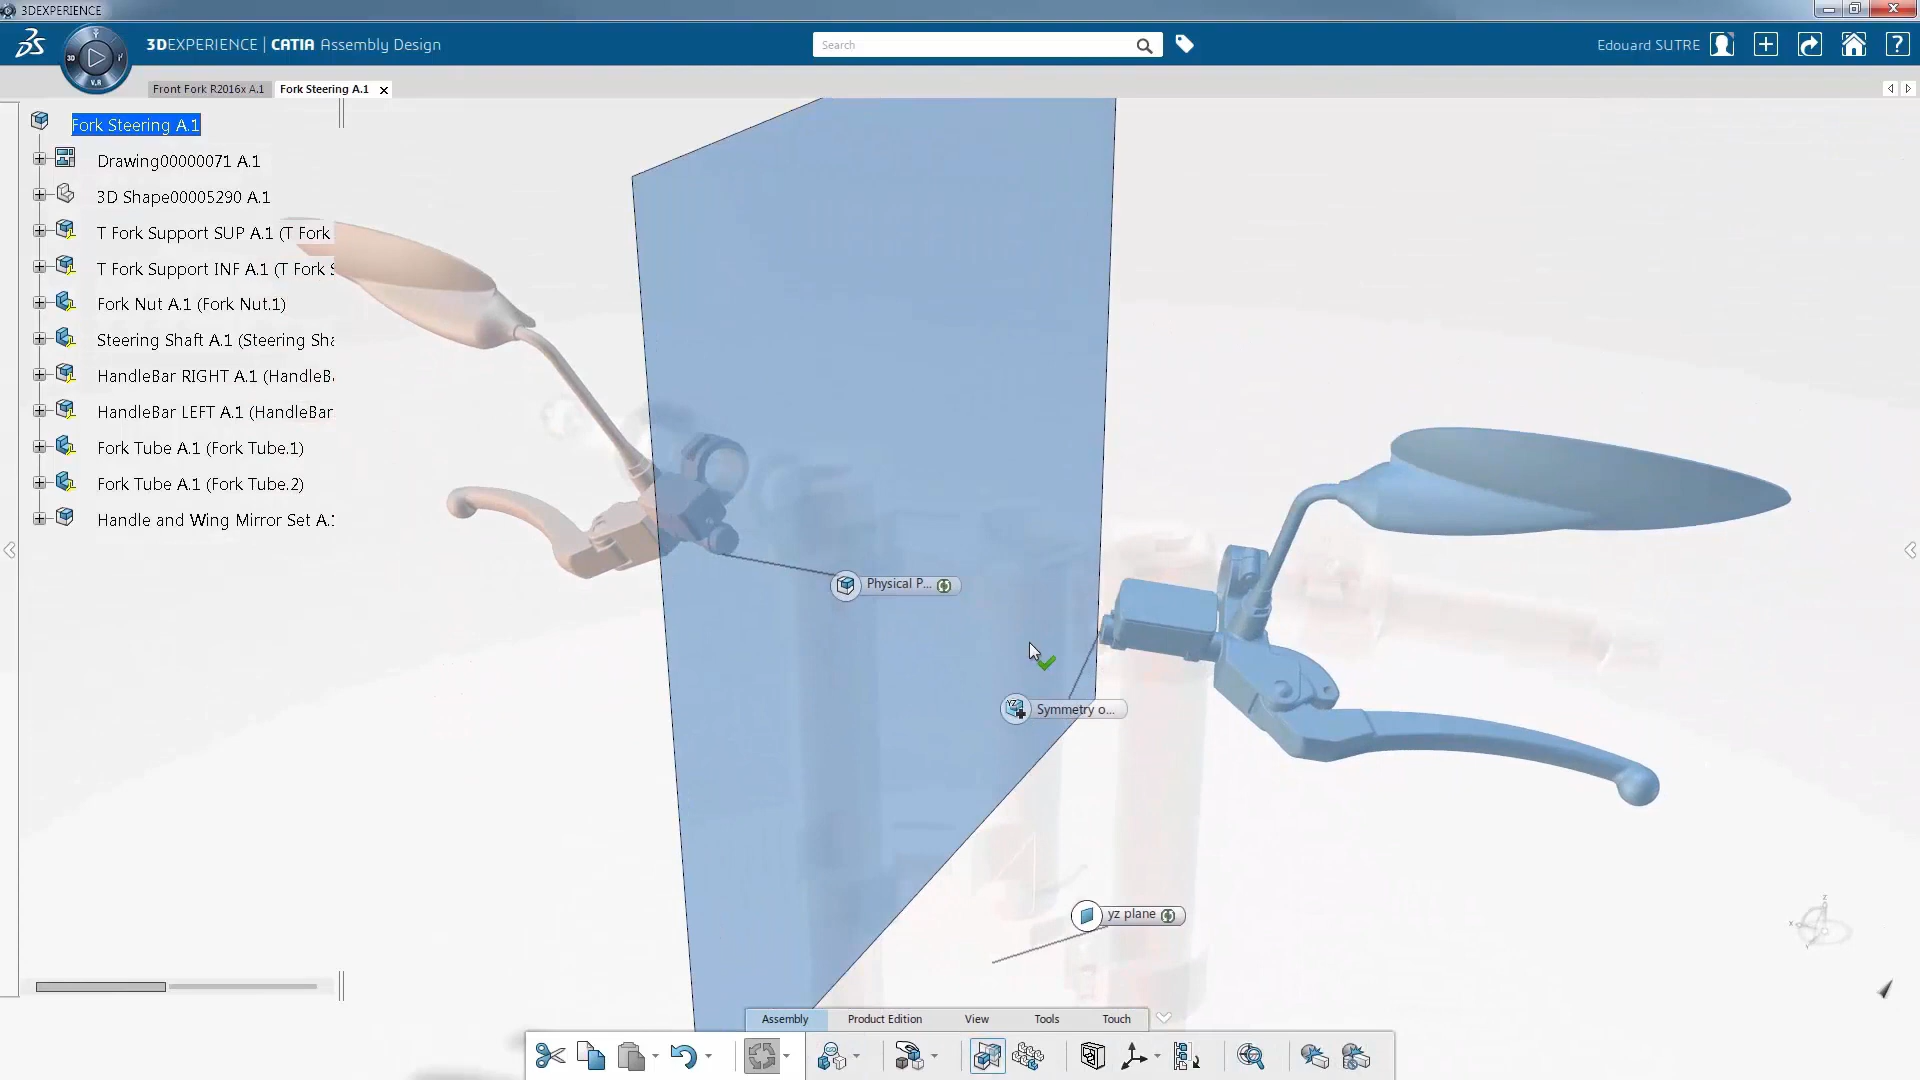 3DEXPERIENCE
3DEXPERIENCE | CATIA Assembly Design
Search
Edouard SUTRE
3D
V.R
Front Fork R2016x A.1
Fork Steering A.1
Fork Steering A.1
Drawing00000071 A.1
3D Shape00005290 A.1
T Fork Support SUP A.1 (T Fork
T Fork Support INF A.1 (T Fork S
Fork Nut A.1 (Fork Nut.1)
Steering Shaft A.1 (Steering Sha
HandleBar RIGHT A.1 (HandleBa
HandleBar LEFT A.1 (HandleBar
Fork Tube A.1 (Fork Tube.1)
Fork Tube A.1 (Fork Tube.2)
Handle and Wing Mirror Set A.1
Physical P...
Symmetry o...
yz plane
Assembly
Product Edition
View
Tools
Touch